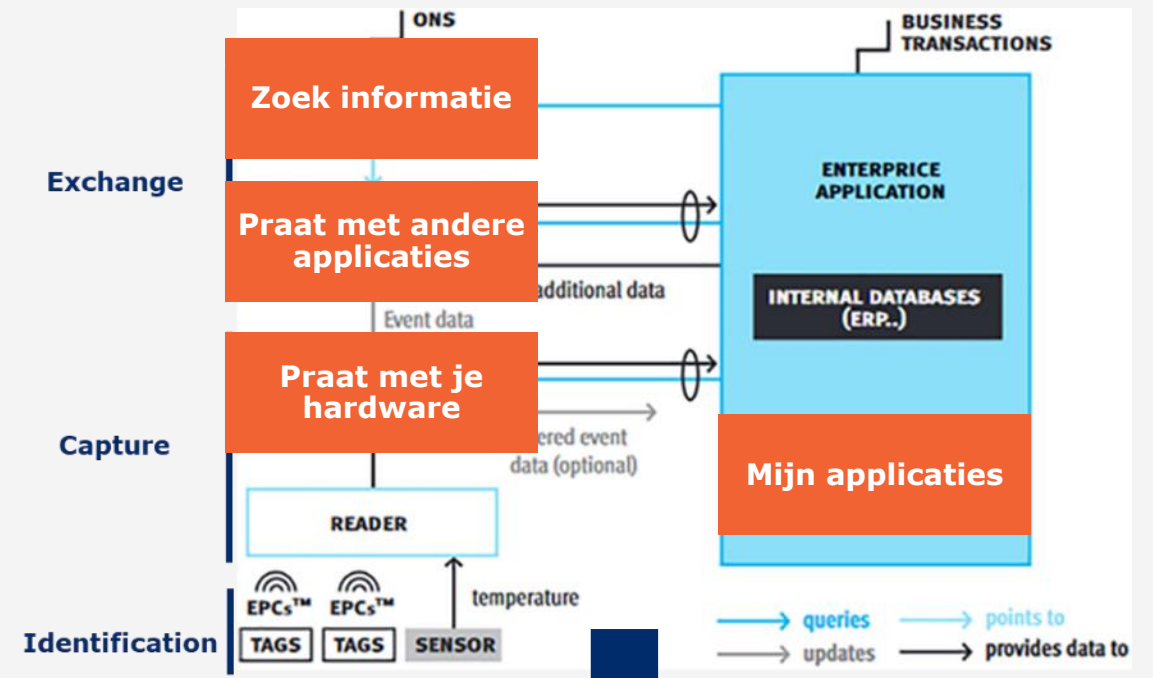 ONS
BUSINESS
TRANSACTIONS
Zoek informatie
Exchange
ENTERPRICE
APPLICATION
Praat met andere
applicaties
additional data
INTERNAL DATABASES
(ERP..)
Event data
Praat met je
hardware
Capture
ered event
data (optional)
Mijn applicaties
READER
EPCs™
EPCs™
temperature
Identification
TAGS
TAGS
SENSOR
queries
points to
updates
provides data to